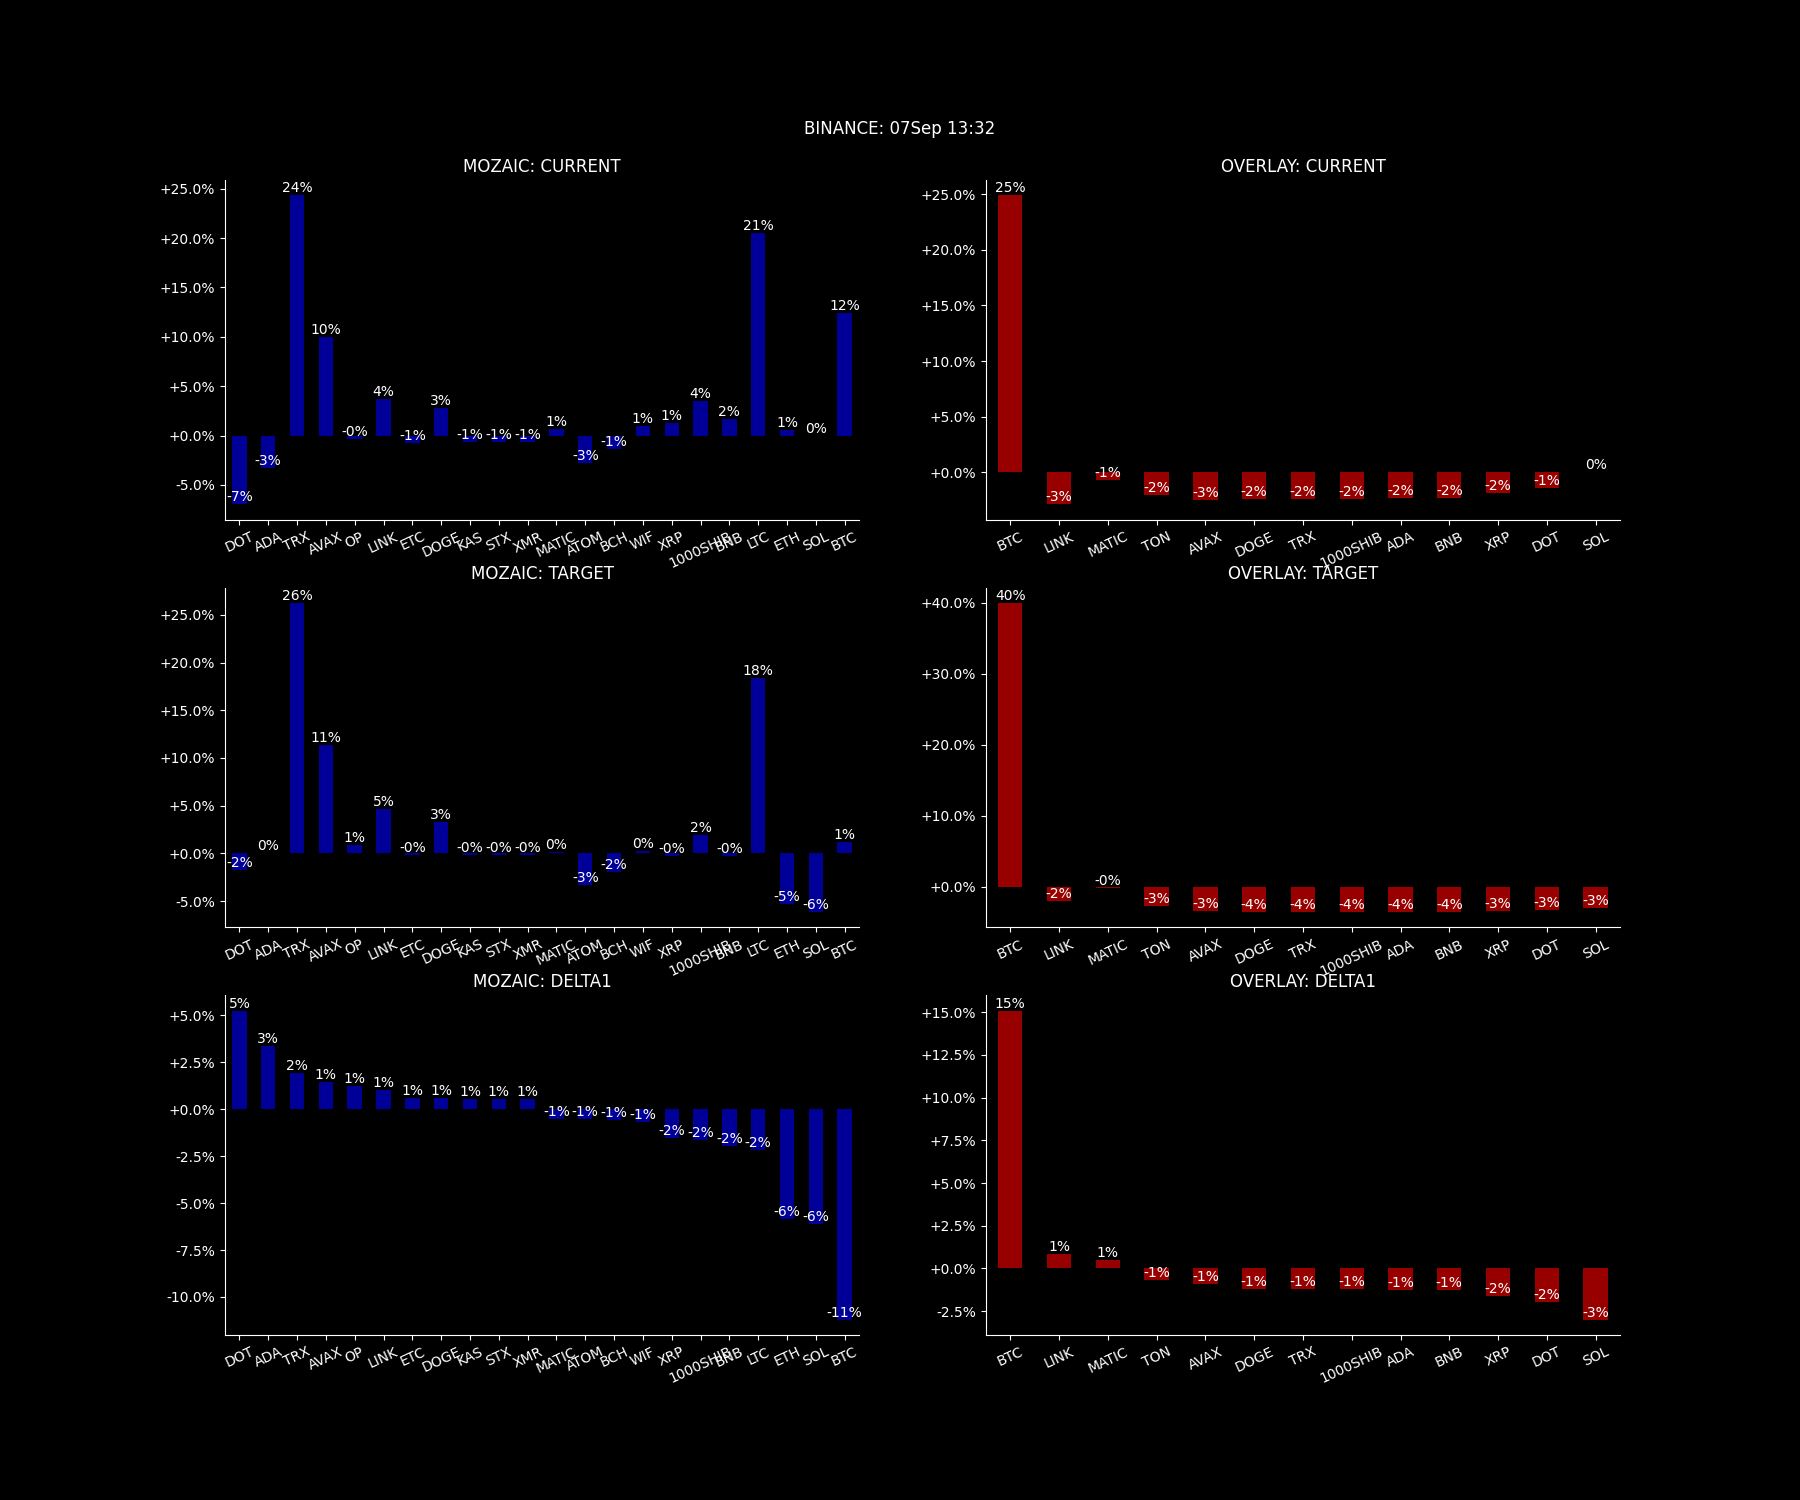 BINANCE: 07Sep 13:32
MOZAIC: CURRENT
+25.0%
+20.0%
+15.0%
+10.0%
+5.0%
+0.0%
-5.0%
-7% -3% 24% 10% -0% 4% -1% 3% -1% -1% -1% 1% -3% -1% 1% 1% 4% 2% 21% 1% 0% 12%
DOT ADA TRX AVAX OP LINK ETC DOGE KAS STX XMR MATIC ATOM BCH WIF XRP 1000SHIB BNB LTC ETH SOL BTC
OVERLAY: CURRENT
+25.0%
+20.0%
+15.0%
+10.0%
+5.0%
+0.0%
25% -3% -1% -2% -3% -2% -2% -2% -2% -2% -2% -1% 0%
BTC LINK MATIC TON AVAX DOGE TRX 1000SHIB ADA BNB XRP DOT SOL
MOZAIC: TARGET
+25.0%
+20.0%
+15.0%
+10.0%
+5.0%
+0.0%
-5.0%
-2% 0% 26% 11% 1% 5% -0% 3% -0% -0% -0% 0% -3% -2% 0% -0% 2% -0% 18% -5% -6% 1%
DOT ADA TRX AVAX OP LINK ETC DOGE KAS STX XMR MATIC ATOM BCH WIF XRP 1000SHIB BNB LTC ETH SOL BTC
OVERLAY: TARGET
+40.0%
+30.0%
+20.0%
+10.0%
+0.0%
40% -2% -0% -3% -3% -4% -4% -4% -4% -4% -3% -3% -3%
BTC LINK MATIC TON AVAX DOGE TRX 1000SHIB ADA BNB XRP DOT SOL
MOZAIC: DELTA1
+5.0%
+2.5%
+0.0%
-2.5%
-5.0%
-7.5%
-10.0%
5% 3% 2% 1% 1% 1% 1% 1% 1% 1% 1% -1% -1% -1% -1% -2% -2% -2% -2% -6% -6% -11%
DOT ADA TRX AVAX OP LINK ETC DOGE KAS STX XMR MATIC ATOM BCH WIF XRP 1000SHIB BNB LTC ETH SOL BTC
OVERLAY: DELTA1
+15.0%
+12.5%
+10.0%
+7.5%
+5.0%
+2.5%
+0.0%
-2.5%
15% 1% 1% -1% -1% -1% -1% -1% -1% -1% -2% -2% -3%
BTC LINK MATIC TON AVAX DOGE TRX 1000SHIB ADA BNB XRP DOT SOL